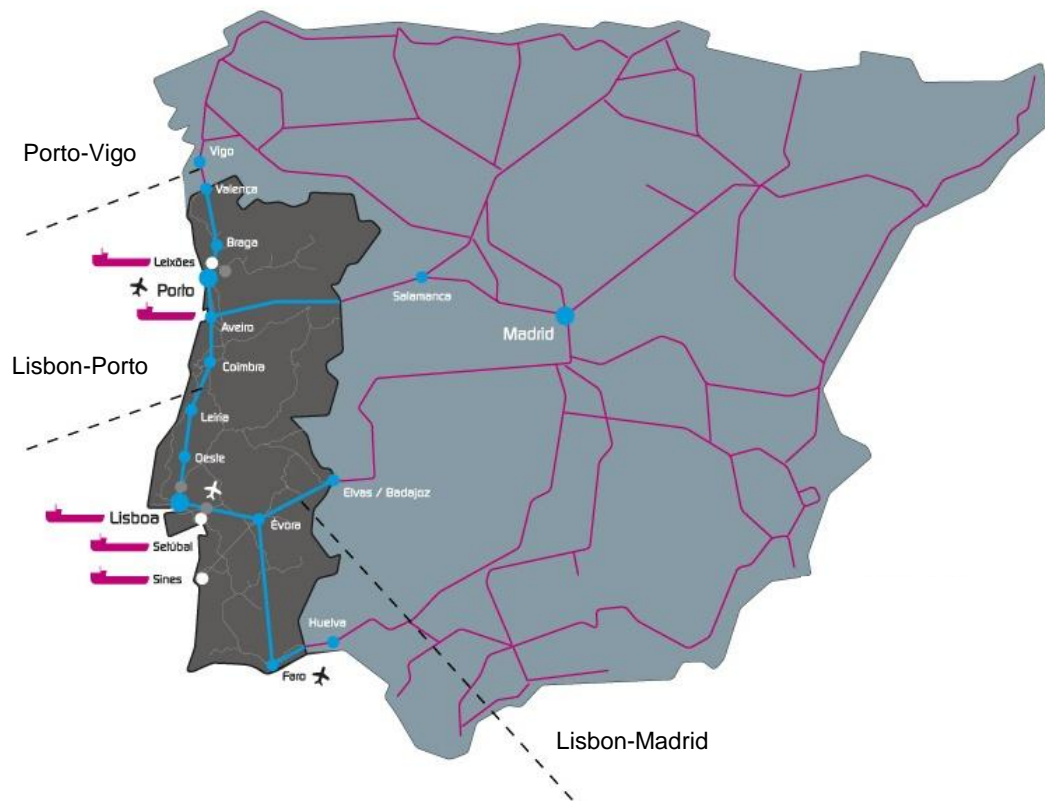 Vigo
Porto-Vigo
Valença
Braga
Leixões
Porto
Salamanca
Aveiro
Madrid
Lisbon-Porto
Coimbra
Leiria
Oeste
Elvas / Badajoz
Lisboa
Évora
Setúbal
Sines
Huelva
Faro
Lisbon-Madrid